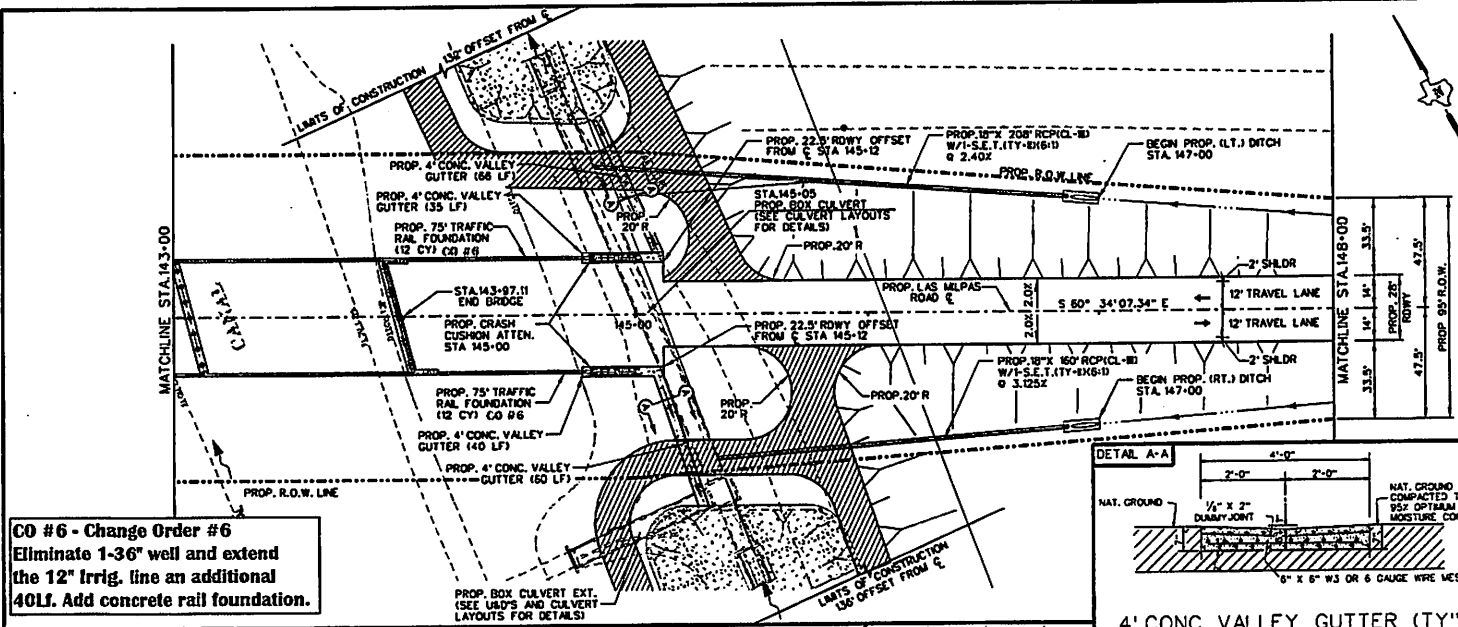 LIMITS OF CONSTRUCTION
132' OFFSET FROM ℄
PROP. 4' CONC. VALLEY
GUTTER (66 LF)
PROP. 4' CONC. VALLEY
GUTTER (35 LF)
PROP. 75' TRAFFIC
RAIL FOUNDATION
(12 CY) CO #6
PROP. 22.5' RDWY OFFSET
FROM ℄ STA 145+12
PROP.18"X 208' RCP(CL-III)
W/1-S.E.T.(TY-II)(6:1)
@ 2.40%
BEGIN PROP. (LT.) DITCH
STA. 147+00
PROP. R.O.W. LINE
STA.145+05
PROP. BOX CULVERT
(SEE CULVERT LAYOUTS
FOR DETAILS)
A
PROP.
20' R
PROP.20' R
MATCHLINE STA.143+00
CANAL
STA.143+97.11
END BRIDGE
PROP. CRASH
CUSHION ATTEN.
STA 145+00
145+00
PROP. LAS MILPAS
ROAD ℄
2.0% 2.0%
S 60° 34'07.34" E
2' SHLDR
12' TRAVEL LANE
12' TRAVEL LANE
2' SHLDR
MATCHLINE STA.148+00
33.5'
14'
14'
33.5'
PROP. 28'
RDWY
47.5'
47.5'
PROP 95' R.O.W.
PROP. 22.5' RDWY OFFSET
FROM ℄ STA 145+12
PROP. 75' TRAFFIC
RAIL FOUNDATION
(12 CY) CO #6
PROP. 4' CONC. VALLEY
GUTTER (40 LF)
A
PROP.
20' R
PROP.20' R
PROP.18"X 160' RCP(CL-III)
W/1-S.E.T.(TY-II)(6:1)
@ 3.125%
BEGIN PROP. (RT.) DITCH
STA. 147+00
PROP. 4' CONC. VALLEY
GUTTER (60 LF)
PROP. R.O.W. LINE
PROP. BOX CULVERT EXT.
(SEE U&D'S AND CULVERT
LAYOUTS FOR DETAILS)
LIMITS OF CONSTRUCTION
136' OFFSET FROM ℄
CO #6 - Change Order #6
Eliminate 1-36" well and extend
the 12" Irrig. line an additional
40Lf. Add concrete rail foundation.
DETAIL A-A
4'-0"
2'-0"
2'-0"
NAT. GROUND
1/8" X 2"
DUMMY JOINT
NAT. GROUND
COMPACTED T
95% OPTIMUM
MOISTURE CO
6" X 6" W3 OR 6 GAUGE WIRE MES
4' CONC. VALLEY GUTTER (TY"